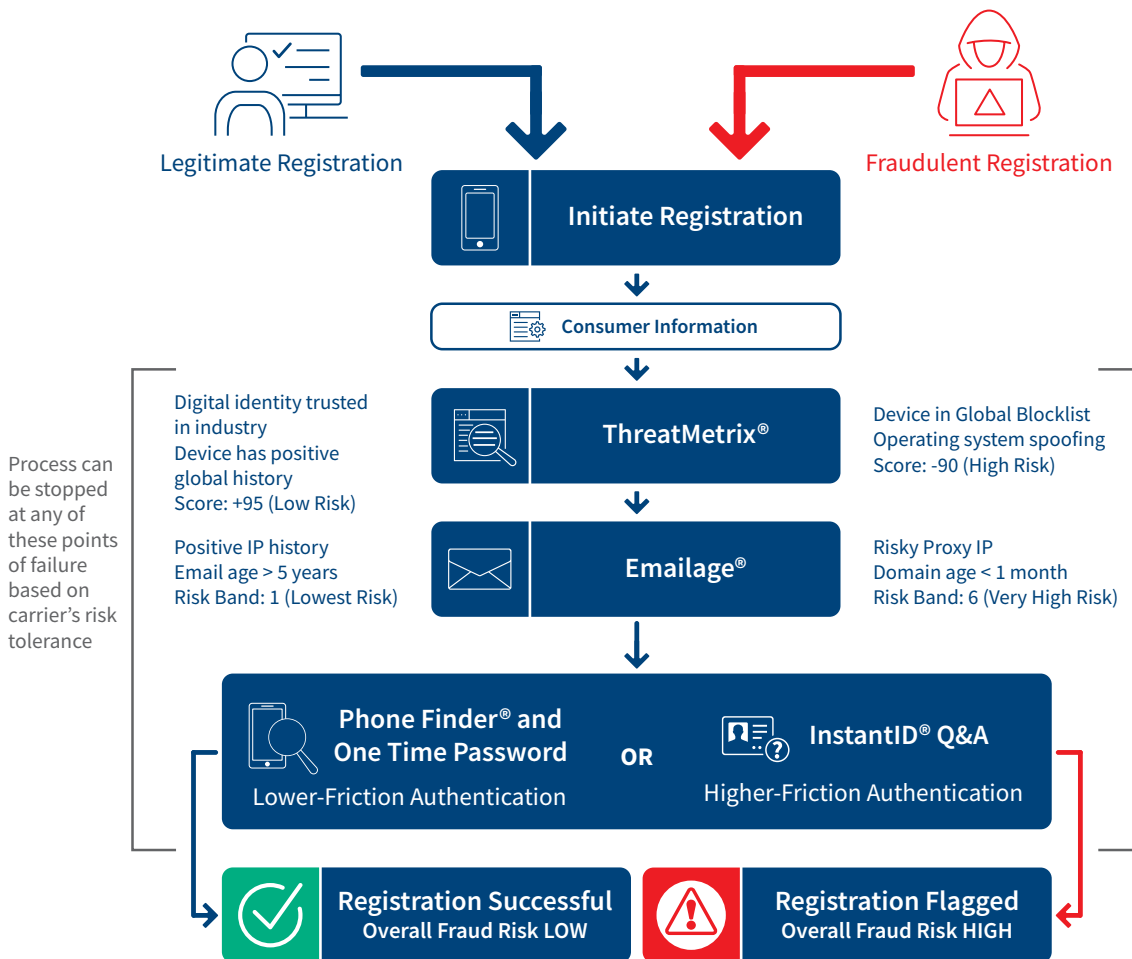 Legitimate Registration
Fraudulent Registration
Initiate Registration
Consumer Information
Process can
be stopped
at any of
these points
of failure
based on
carrier’s risk
tolerance
Digital identity trusted
in industry
Device has positive
global history
Score: +95 (Low Risk)
ThreatMetrix®
Device in Global Blocklist
Operating system spoofing
Score: -90 (High Risk)
Positive IP history
Email age > 5 years
Risk Band: 1 (Lowest Risk)
Emailage®
Risky Proxy IP
Domain age < 1 month
Risk Band: 6 (Very High Risk)
Phone Finder® and
One Time Password
Lower-Friction Authentication
OR
InstantID® Q&A
Higher-Friction Authentication
Registration Successful
Overall Fraud Risk LOW
Registration Flagged
Overall Fraud Risk HIGH